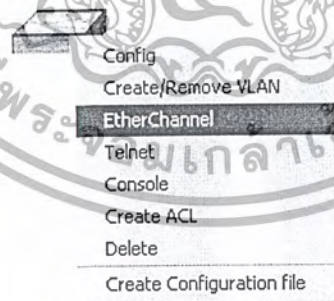 Config
Create/Remove VLAN
EtherChannel
Telnet
Console
Create ACL
Delete
Create Configuration file